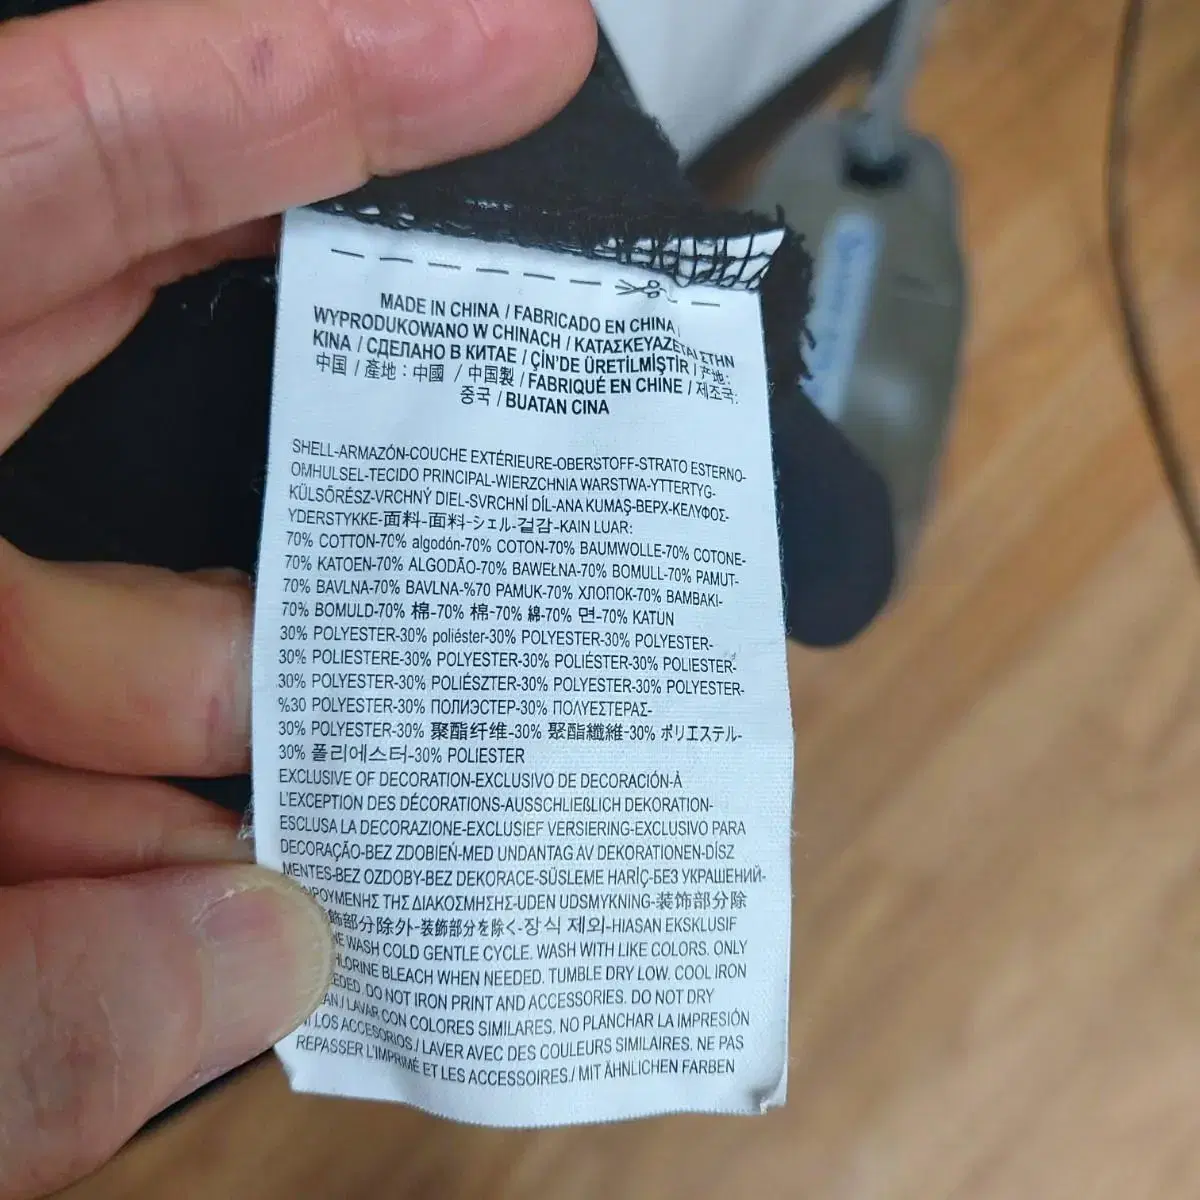 MADE IN CHINA / FABRICADO EN CHINA /
WYPRODUKOWANO W CHINACH / ΚΑΤΑΣΚΕΥΑΖΕΤΑΙ ΣΤΗΝ
ΚΙΝΑ / СДЕЛАНО В КИТАЕ / ÇİN'DE ÜRETİLMİŞTİR / 产地:
中国 / 產地：中國 / 中国製 / FABRIQUÉ EN CHINE / 제조국:
중국 / BUATAN CINA
SHELL-ARMAZÓN-COUCHE EXTÉRIEURE-OBERSTOFF-STRATO ESTERNO-
OMHULSEL-TECIDO PRINCIPAL-WIERZCHNIA WARSTWA-YTTERTYG-
KÜLSŐRÉSZ-VRCHNÝ DIEL-SVRCHNÍ DÍL-ANA KUMAŞ-ВЕРХ-ΚΕΛΥΦΟΣ-
YDERSTYKKE-面料-面料-シェル-겉감-KAIN LUAR:
70% COTTON-70% algodón-70% COTON-70% BAUMWOLLE-70% COTONE-
70% KATOEN-70% ALGODÃO-70% BAWEŁNA-70% BOMULL-70% PAMUT-
70% BAVLNA-70% BAVLNA-%70 PAMUK-70% ХЛОПОК-70% ΒΑΜΒΑΚΙ-
70% BOMULD-70% 棉-70% 棉-70% 綿-70% 면-70% KATUN
30% POLYESTER-30% poliéster-30% POLYESTER-30% POLYESTER-
30% POLIESTERE-30% POLYESTER-30% POLIÉSTER-30% POLIESTER-
30% POLYESTER-30% POLIÉSZTER-30% POLYESTER-30% POLYESTER-
%30 POLYESTER-30% ПОЛИЭСТЕР-30% ΠΟΛΥΕΣΤΕΡΑΣ-
30% POLYESTER-30% 聚酯纤维-30% 聚酯纖維-30% ポリエステル-
30% 폴리에스터-30% POLIESTER
EXCLUSIVE OF DECORATION-EXCLUSIVO DE DECORACIÓN-À
L'EXCEPTION DES DÉCORATIONS-AUSSCHLIEßLICH DEKORATION-
ESCLUSA LA DECORAZIONE-EXCLUSIEF VERSIERING-EXCLUSIVO PARA
DECORAÇÃO-BEZ ZDOBIEŃ-MED UNDANTAG AV DEKORATIONEN-DÍSZ
MENTES-BEZ OZDOBY-BEZ DEKORACE-SÜSLEME HARİÇ-БЕЗ УКРАШЕНИЙ-
ΤΗΣ ΔΙΑΚΟΣΜΗΣΗΣ-UDEN UDSMYKNING-装饰部分除
飾部分除外-装飾部分を除く-장식 제외-HIASAN EKSKLUSIF
WASH COLD GENTLE CYCLE. WASH WITH LIKE COLORS. ONLY
BLEACH WHEN NEEDED. TUMBLE DRY LOW. COOL IRON
DO NOT IRON PRINT AND ACCESSORIES. DO NOT DRY
/ LAVAR CON COLORES SIMILARES. NO PLANCHAR LA IMPRESIÓN
LOS ACCESORIOS / LAVER AVEC DES COULEURS SIMILAIRES. NE PAS
REPASSER L'IMPRIMÉ ET LES ACCESSOIRES./ MIT ÄHNLICHEN FARBEN